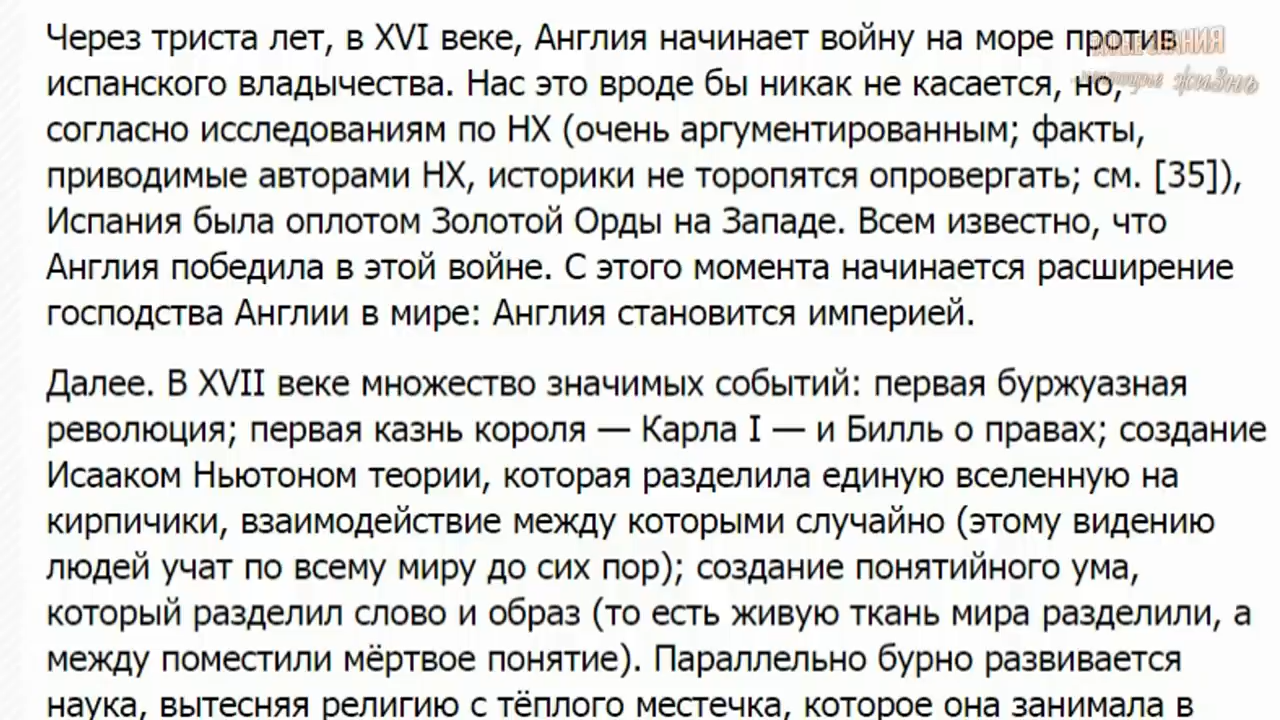 Через триста лет, в XVI веке, Англия начинает войну на море против
испанского владычества. Нас это вроде бы никак не касается, но,
согласно исследованиям по НХ (очень аргументированным; факты,
приводимые авторами НХ, историки не торопятся опровергать; см. [35]),
Испания была оплотом Золотой Орды на Западе. Всем известно, что
Англия победила в этой войне. С этого момента начинается расширение
господства Англии в мире: Англия становится империей.
Далее. В XVII веке множество значимых событий: первая буржуазная
революция; первая казнь короля — Карла I — и Билль о правах; создание
Исааком Ньютоном теории, которая разделила единую вселенную на
кирпичики, взаимодействие между которыми случайно (этому видению
людей учат по всему миру до сих пор); создание понятийного ума,
который разделил слово и образ (то есть живую ткань мира разделили, а
между поместили мёртвое понятие). Параллельно бурно развивается
наука, вытесняя религию с тёплого местечка, которое она занимала в
жизнь